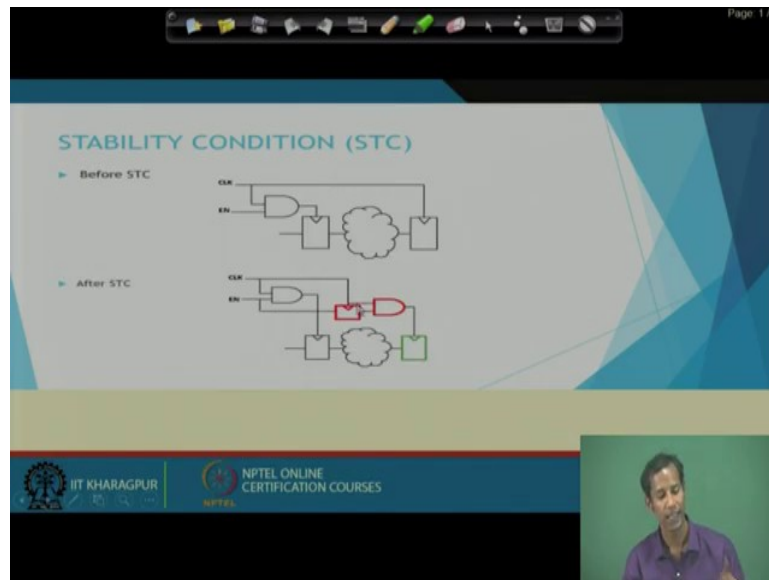 Page: 1
STABILITY CONDITION (STC)
Before STC
CLK
EN
After STC
CLK
EN
IIT KHARAGPUR
NPTEL
NPTEL ONLINE
CERTIFICATION COURSES